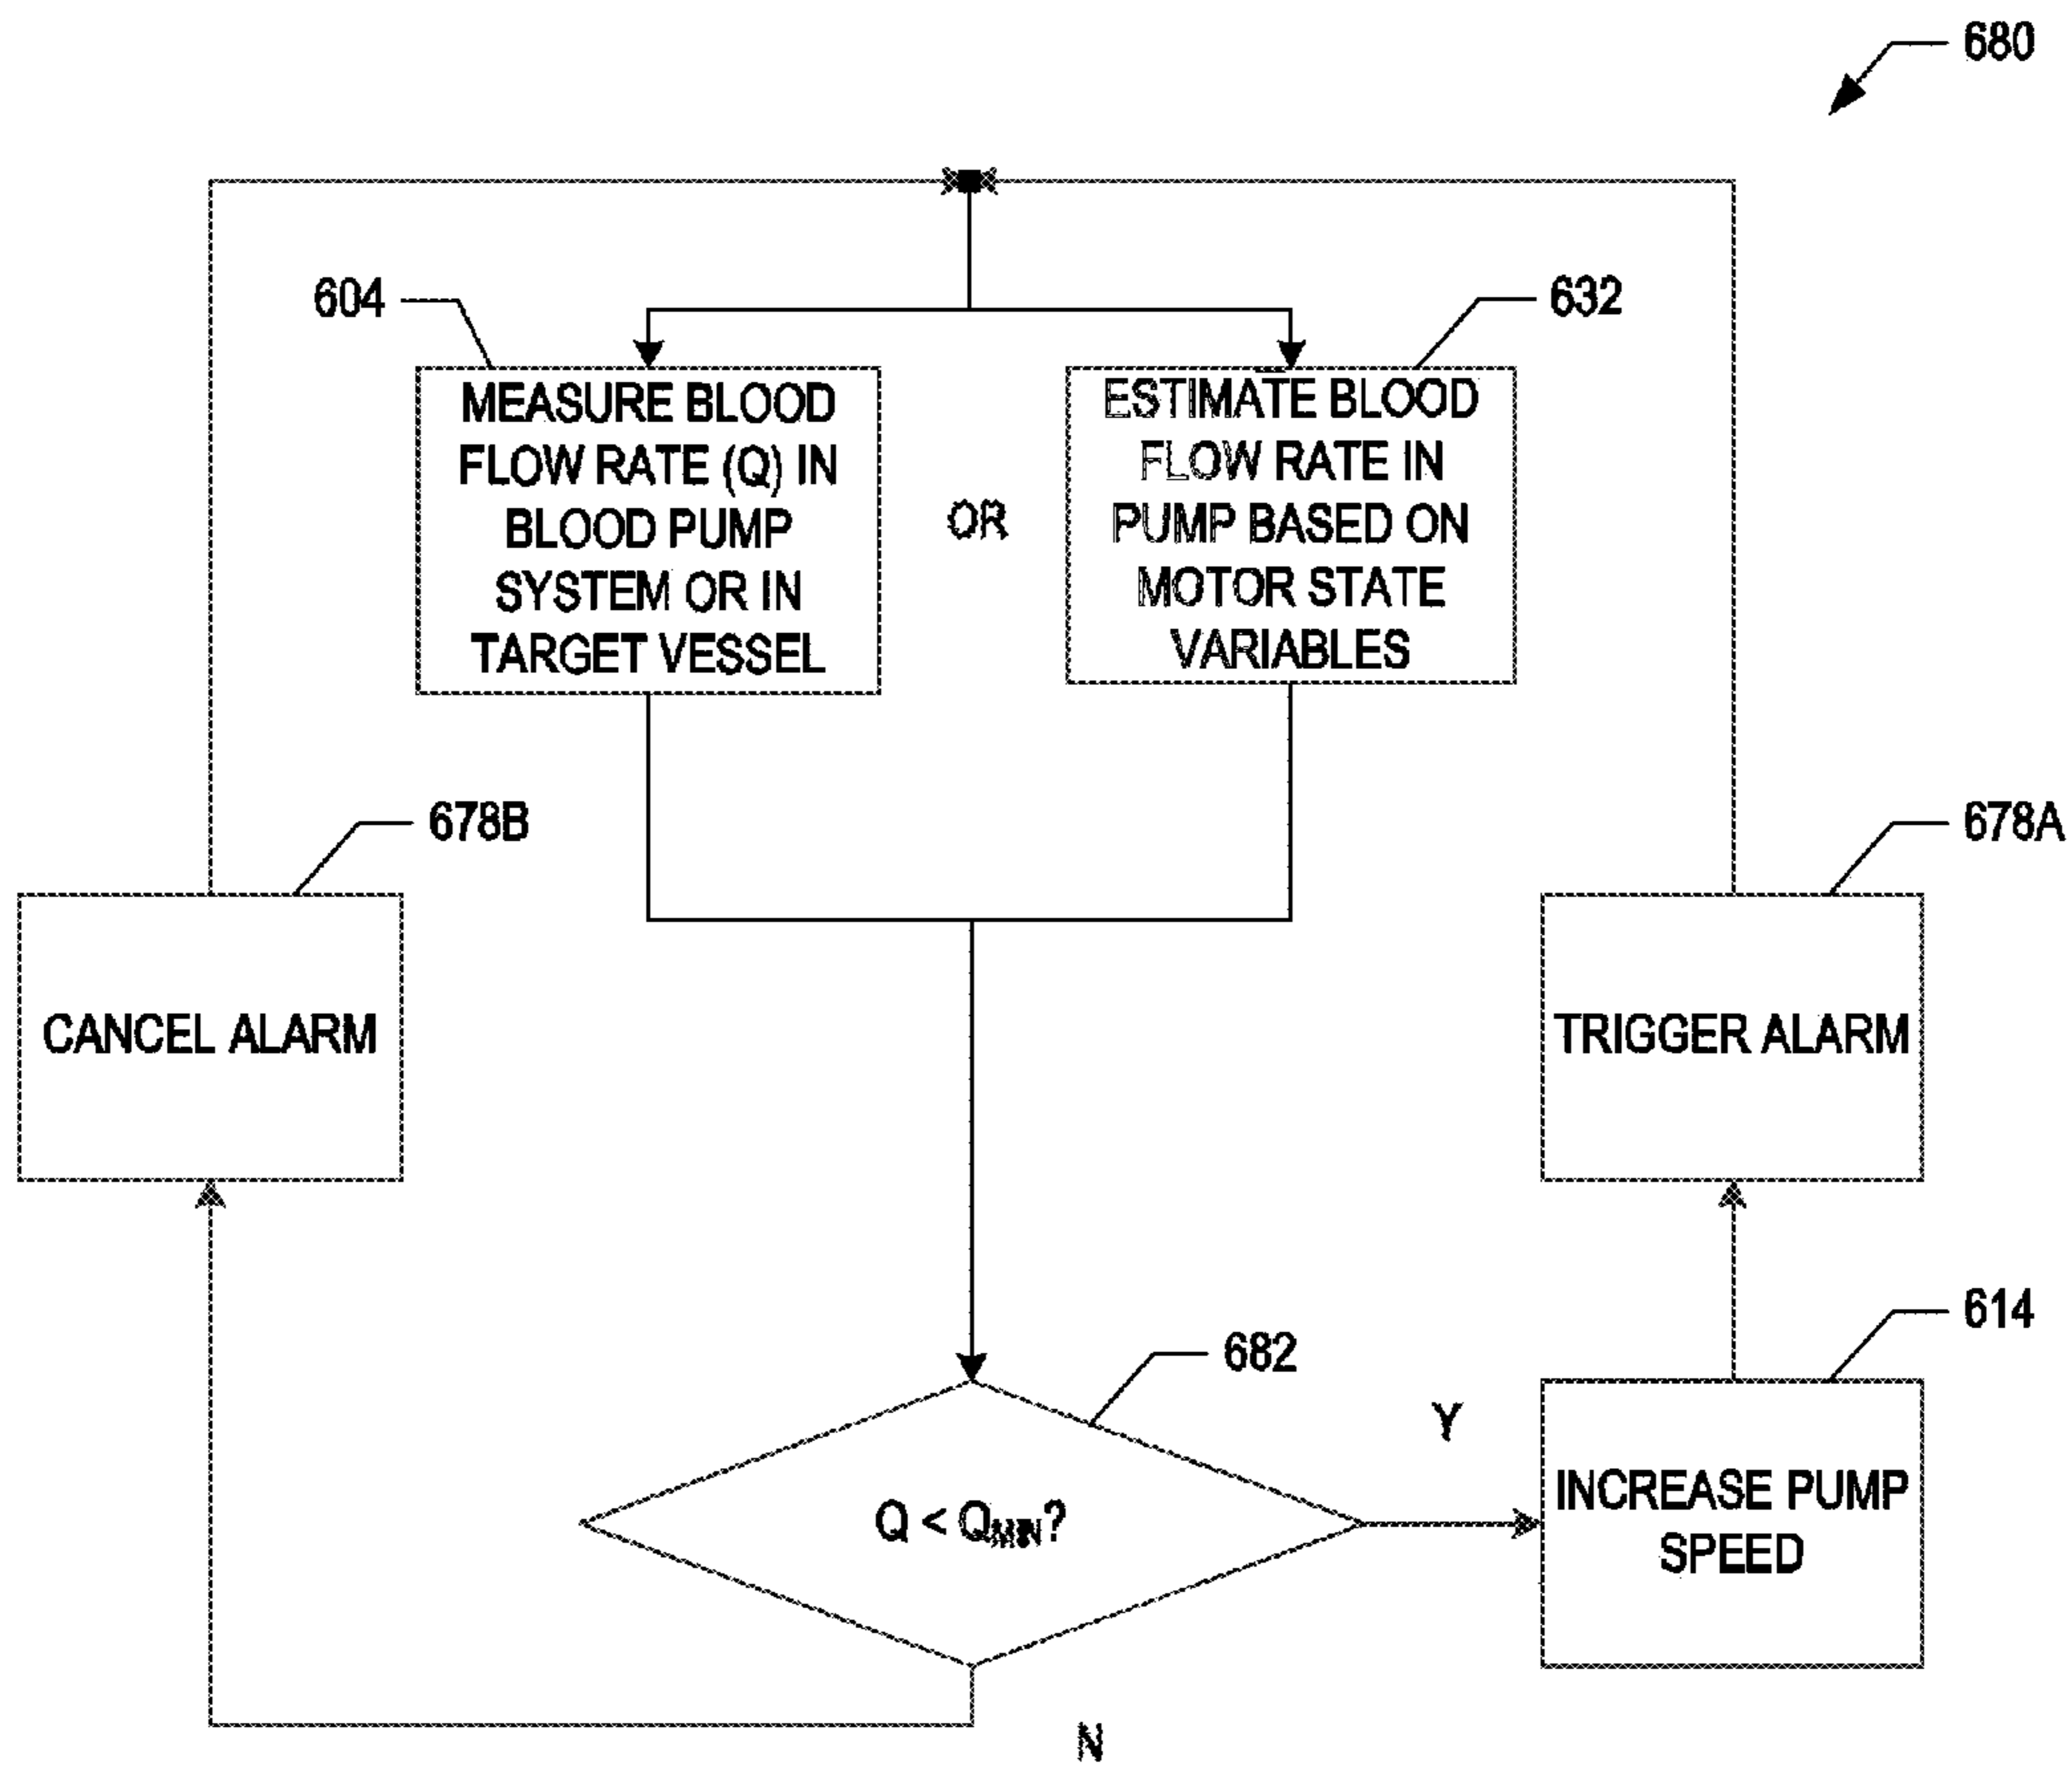 680
604
632
MEASURE BLOOD
FLOW RATE (Q) IN
BLOOD PUMP
SYSTEM OR IN
TARGET VESSEL
OR
ESTIMATE BLOOD
FLOW RATE IN
PUMP BASED ON
MOTOR STATE
VARIABLES
678B
678A
CANCEL ALARM
TRIGGER ALARM
614
682
Y
INCREASE PUMP
SPEED
Q < QMIN?
N